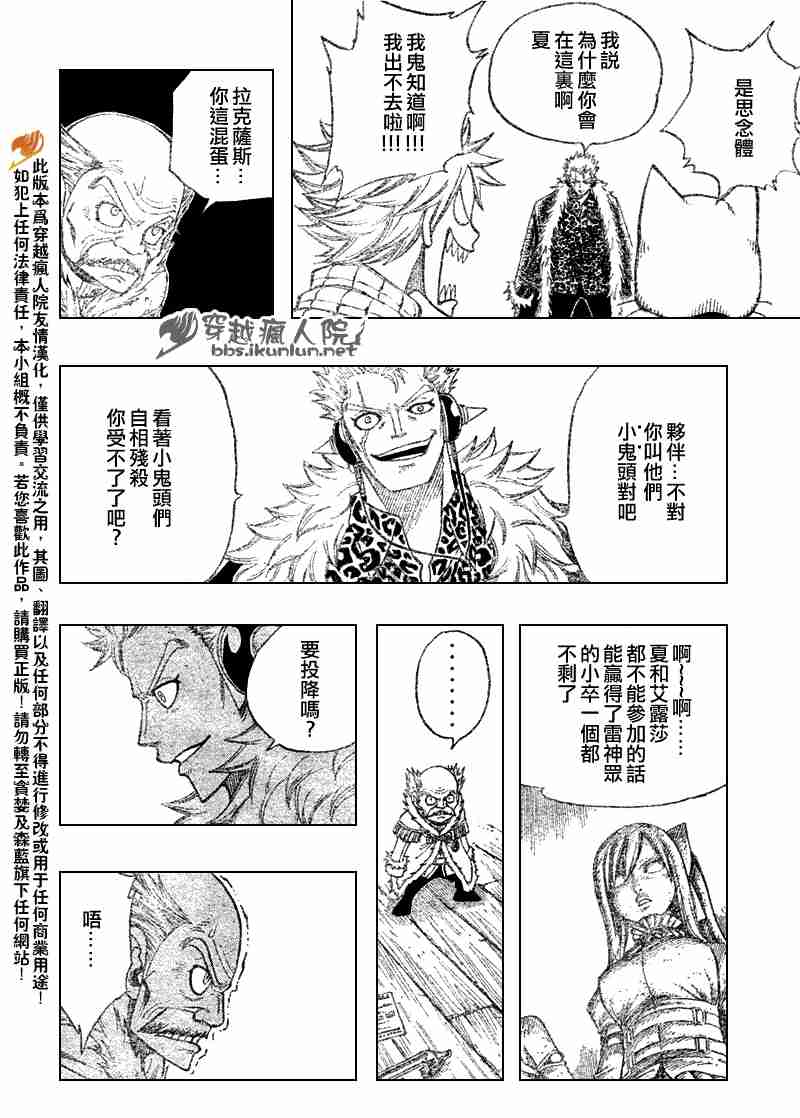 是思念體
我説
為什麼你會
在這裏啊
夏
我鬼知道啊!!!
我出不去啦!!!
拉克薩斯…
你這混蛋…
夥伴…不對
你叫他們
小鬼頭對吧
看著小鬼頭們
自相殘殺
你受不了了吧?
啊~~~啊……
夏和艾露莎
都不能參加的話
能贏得了雷神眾
的小卒一個都
不剩了
………
要投降嗎?
唔……
穿越瘋人院
bbs.ikunlun.net
此版本爲穿越瘋人院友情漢化，僅供學習交流之用，其圖、翻譯以及任何部分不得進行修改或用于任何商業用途！
如犯上任何法律責任，本小組概不負責。若您喜歡此作品，請購買正版！請勿轉至貪婪及森藍旗下任何網站！